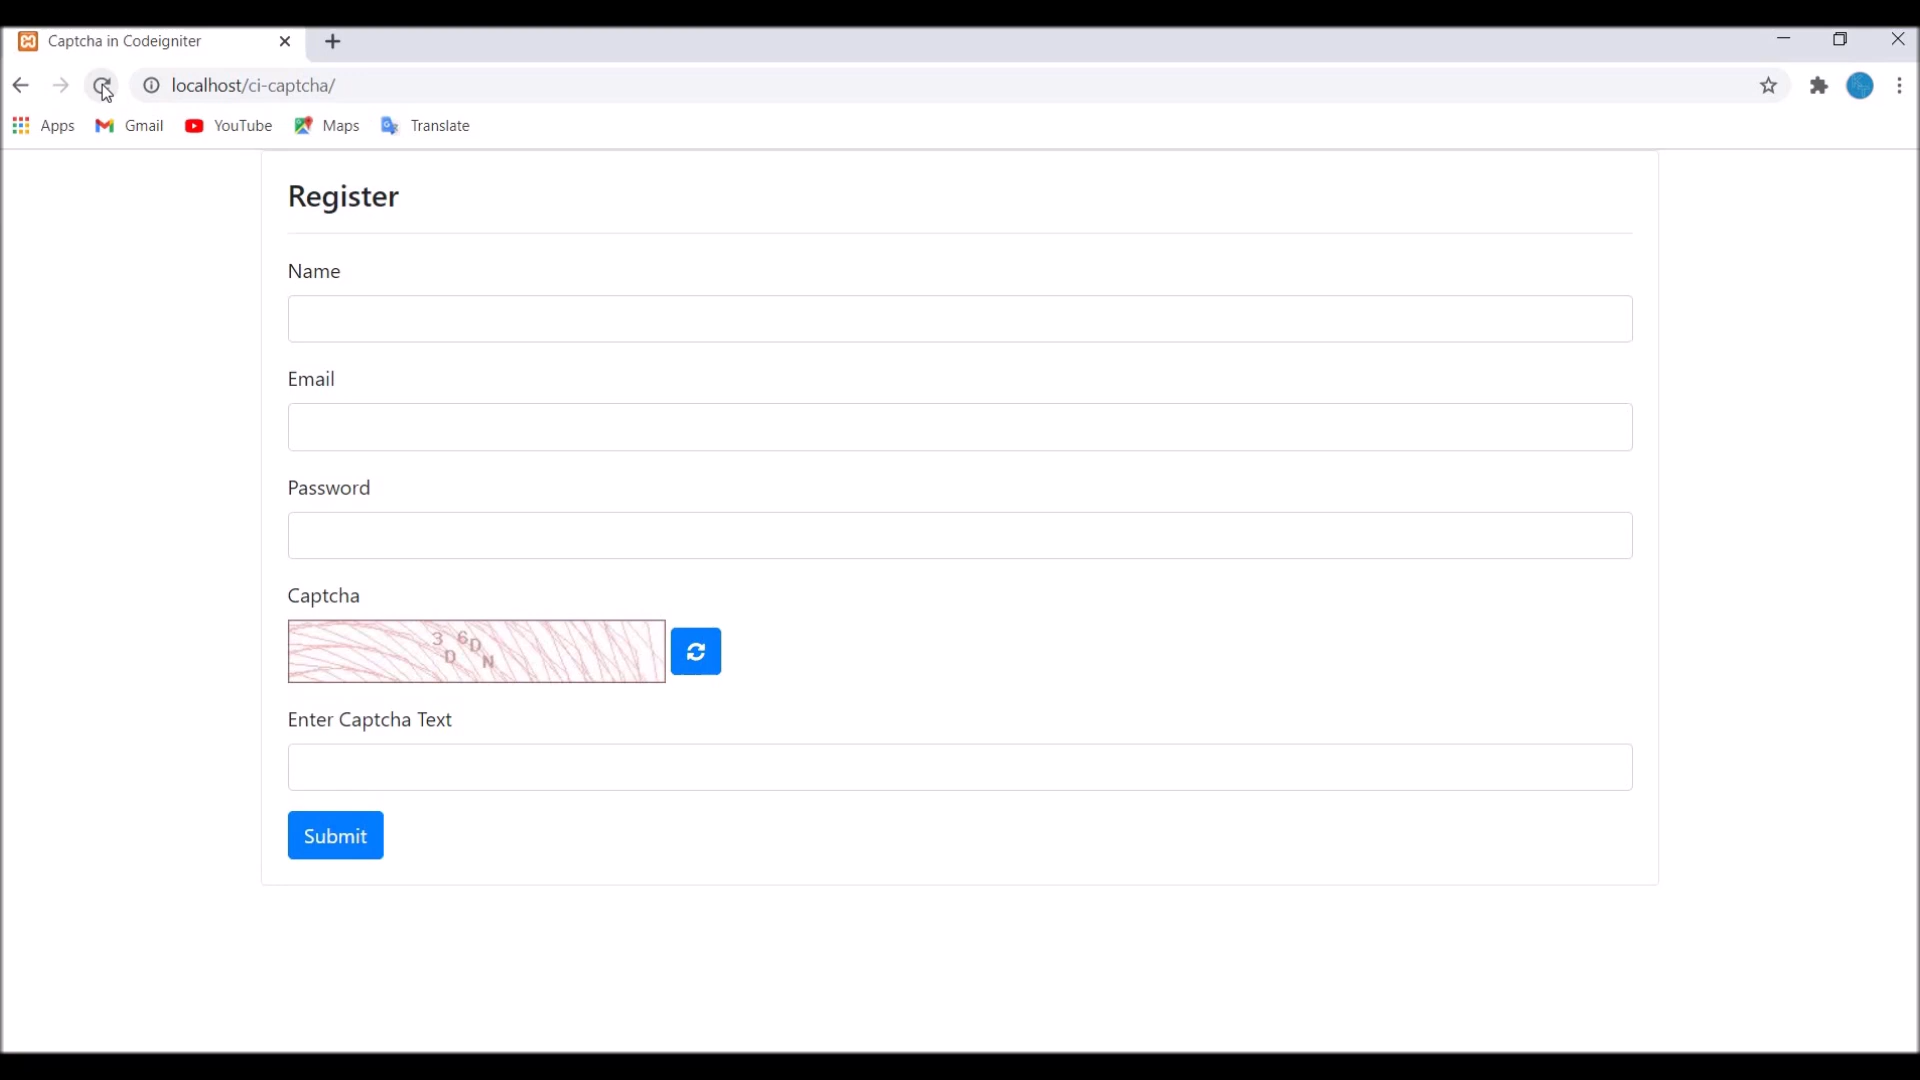 Captcha in Codeigniter
localhost/ci-captcha/
Apps Gmail YouTube Maps Translate
Register
Name
Email
Password
Captcha
3D6DN
Enter Captcha Text
Submit